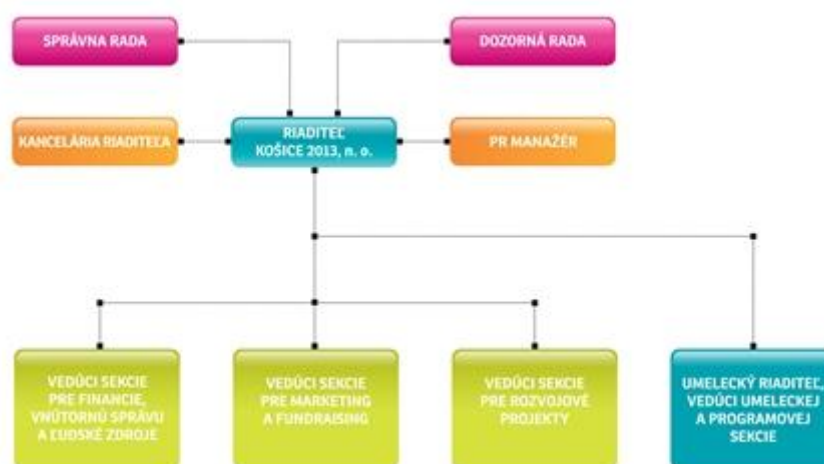 SPRÁVNA RADA
DOZORNÁ RADA
KANCELÁRIA RIADITEĽA
RIADITEĽ
KOŠICE 2013, n. o.
PR MANAŽÉR
VEDÚCI SEKCIE
PRE FINANCIE,
VNÚTORNÚ SPRÁVU
A ĽUDSKÉ ZDROJE
VEDÚCI SEKCIE
PRE MARKETING
A FUNDRAISING
VEDÚCI SEKCIE
PRE ROZVOJOVÉ
PROJEKTY
UMELECKÝ RIADITEĽ,
VEDÚCI UMELECKEJ
A PROGRAMOVEJ
SEKCIE